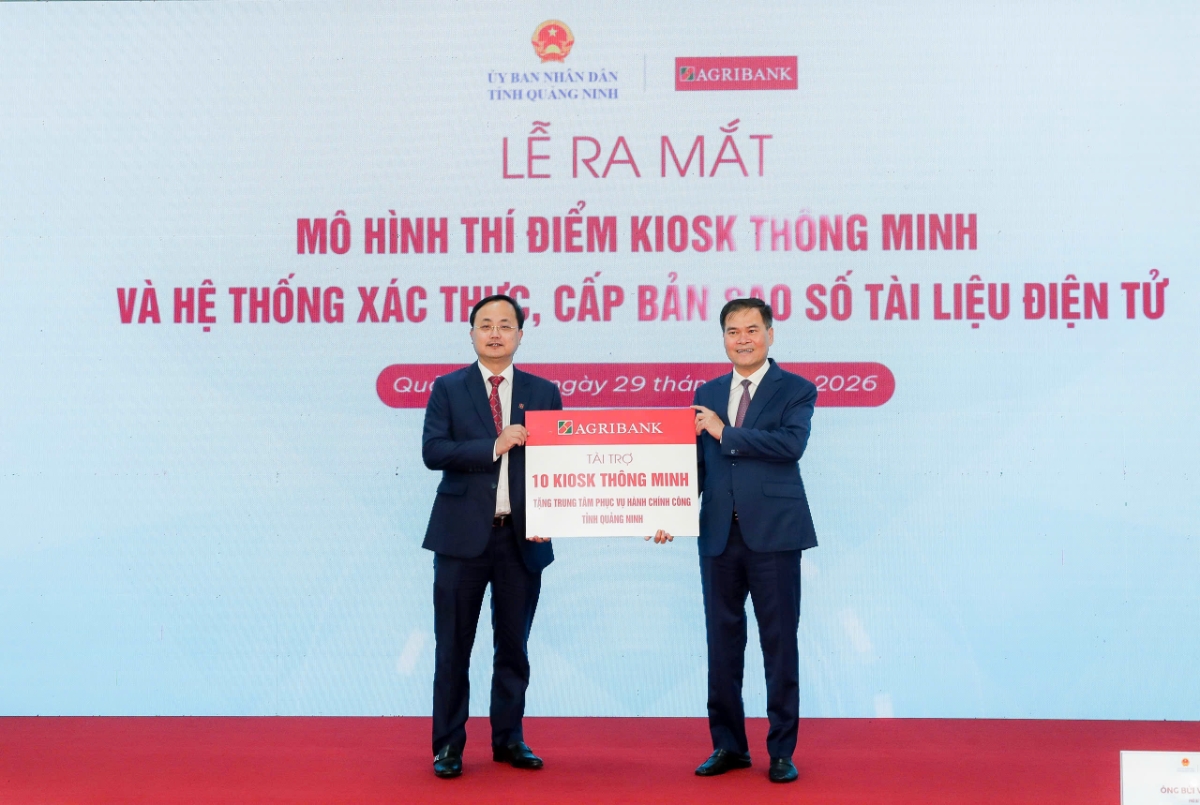 ỦY BAN NHÂN DÂN
TỈNH QUẢNG NINH
AGRIBANK
LỄ RA MẮT
MÔ HÌNH THÍ ĐIỂM KIOSK THÔNG MINH
VÀ HỆ THỐNG XÁC THỰC, CẤP BẢN SAO SỐ TÀI LIỆU ĐIỆN TỬ
ngày 29 2026
AGRIBANK
TÀI TRỢ
10 KIOSK THÔNG MINH
TẶNG TRUNG TÂM PHỤC VỤ HÀNH CHÍNH CÔNG
TỈNH QUẢNG NINH
ÔNG